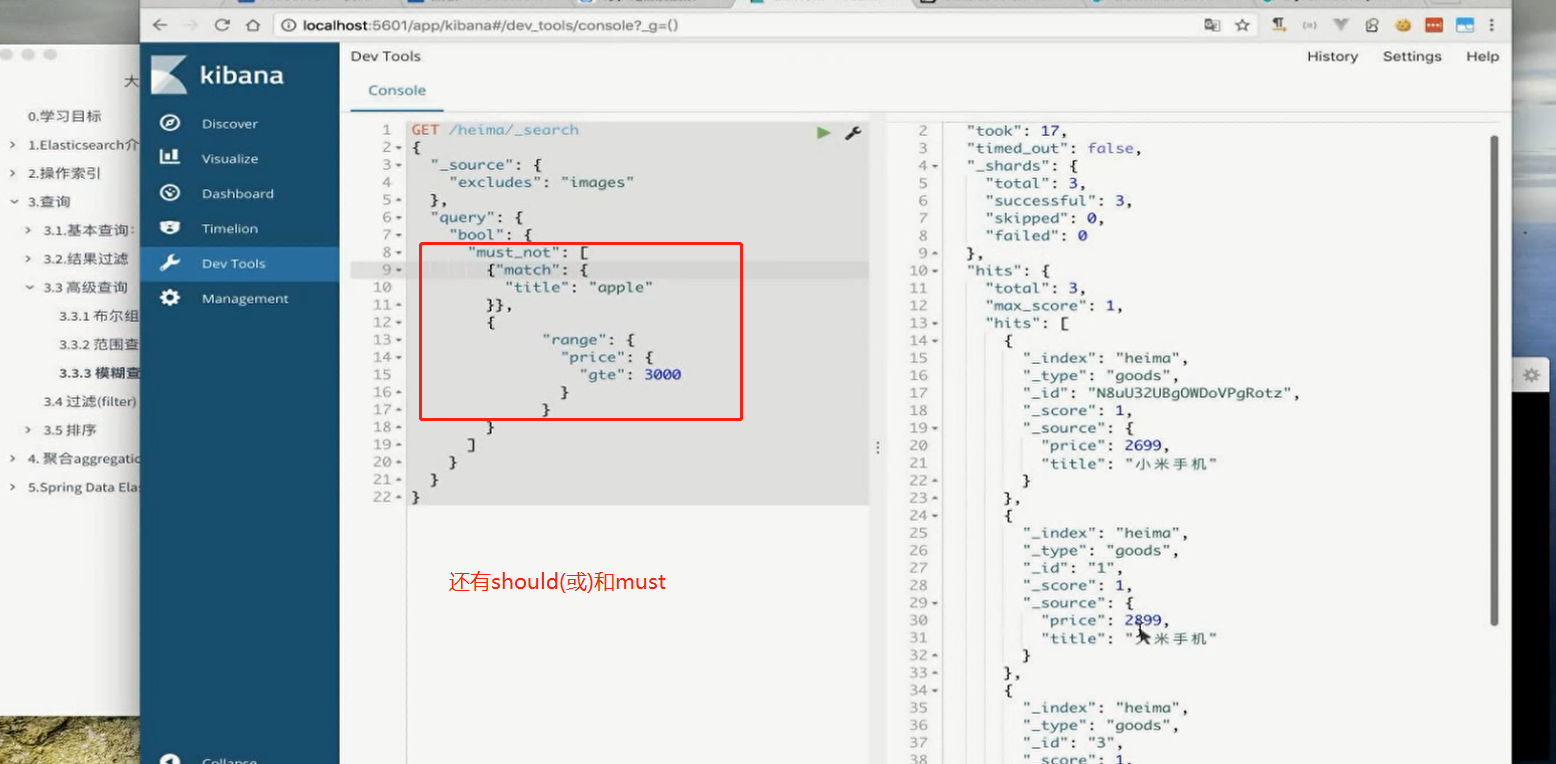 大
0.学习目标
1.Elasticsearch介
2.操作索引
3.查询
3.1.基本查询:
3.2.结果过滤
3.3 高级查询
3.3.1 布尔组
3.3.2 范围查
3.3.3 模糊查
3.4 过滤(filter)
3.5 排序
4. 聚合aggregatic
5.Spring Data Ela
localhost:5601/app/kibana#/dev_tools/console?_g=()
kibana
Discover
Visualize
Dashboard
Timelion
Dev Tools
Management
Collapse
Dev Tools
History Settings Help
Console
1 GET /heima/_search
2 {
3 "_source": {
4 "excludes": "images"
5 },
6 "query": {
7 "bool": {
8 "must_not": [
9 {"match": {
10 "title": "apple"
11 }},
12 {
13 "range": {
14 "price": {
15 "gte": 3000
16 }
17 }
18 }
19 ]
20 }
21 }
22 }
还有should(或)和must
2 "took": 17,
3 "timed_out": false,
4 "_shards": {
5 "total": 3,
6 "successful": 3,
7 "skipped": 0,
8 "failed": 0
9 },
10 "hits": {
11 "total": 3,
12 "max_score": 1,
13 "hits": [
14 {
15 "_index": "heima",
16 "_type": "goods",
17 "_id": "N8uU32UBgOWDoVPgRotz",
18 "_score": 1,
19 "_source": {
20 "price": 2699,
21 "title": "小米手机"
22 }
23 },
24 {
25 "_index": "heima",
26 "_type": "goods",
27 "_id": "1",
28 "_score": 1,
29 "_source": {
30 "price": 2899,
31 "title": "大米手机"
32 }
33 },
34 {
35 "_index": "heima",
36 "_type": "goods",
37 "_id": "3",
38 "_score": 1,